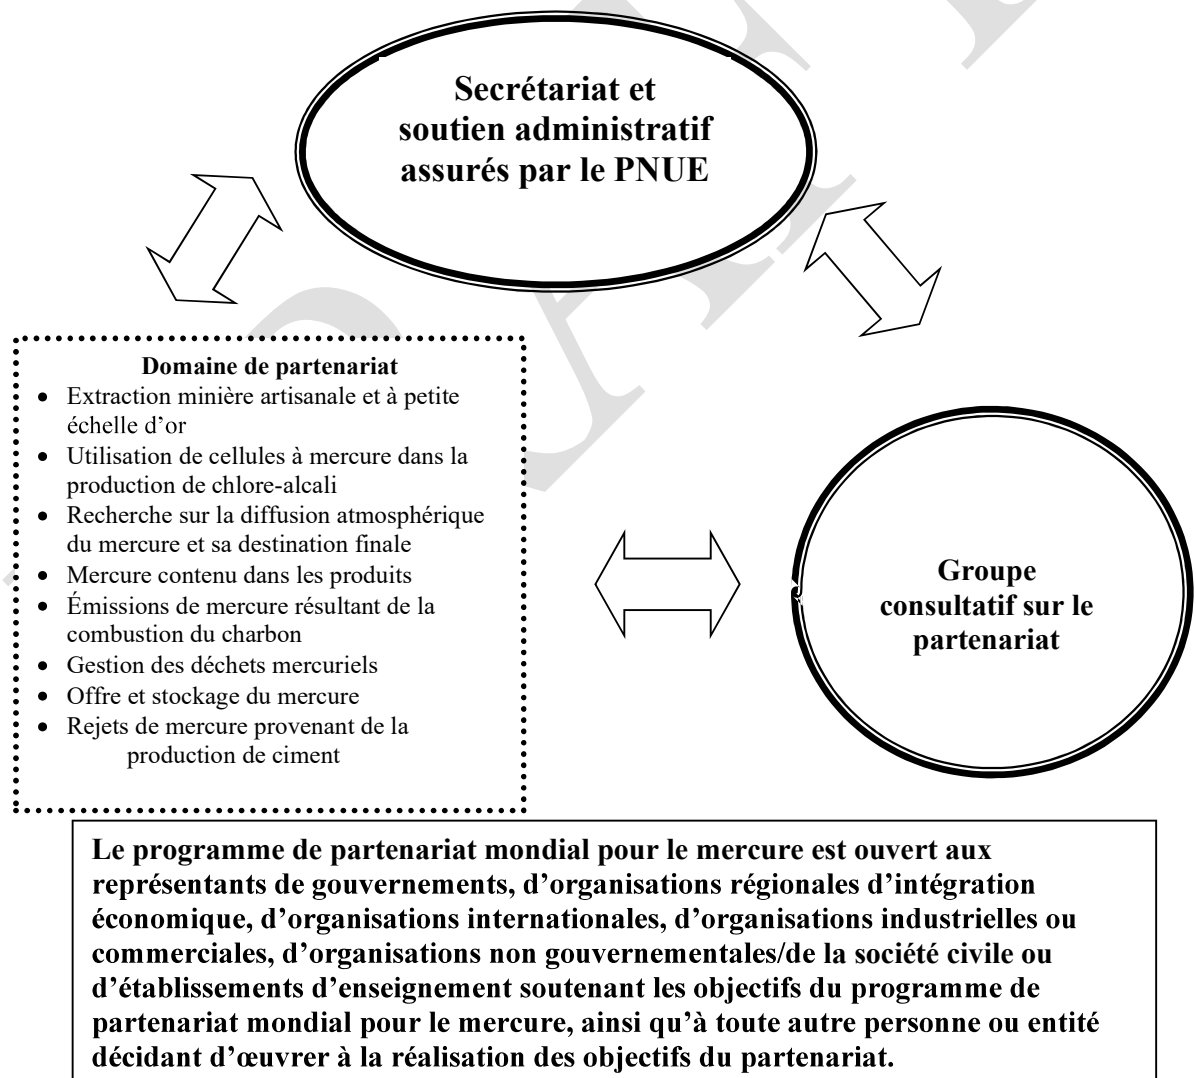 Secrétariat et
soutien administratif
assurés par le PNUE
Domaine de partenariat
• Extraction minière artisanale et à petite
échelle d’or
• Utilisation de cellules à mercure dans la
production de chlore-alcali
• Recherche sur la diffusion atmosphérique
du mercure et sa destination finale
• Mercure contenu dans les produits
• Émissions de mercure résultant de la
combustion du charbon
• Gestion des déchets mercuriels
• Offre et stockage du mercure
• Rejets de mercure provenant de la
production de ciment
Groupe
consultatif sur le
partenariat
Le programme de partenariat mondial pour le mercure est ouvert aux
représentants de gouvernements, d’organisations régionales d’intégration
économique, d’organisations internationales, d’organisations industrielles ou
commerciales, d’organisations non gouvernementales/de la société civile ou
d’établissements d’enseignement soutenant les objectifs du programme de
partenariat mondial pour le mercure, ainsi qu’à toute autre personne ou entité
décidant d’œuvrer à la réalisation des objectifs du partenariat.